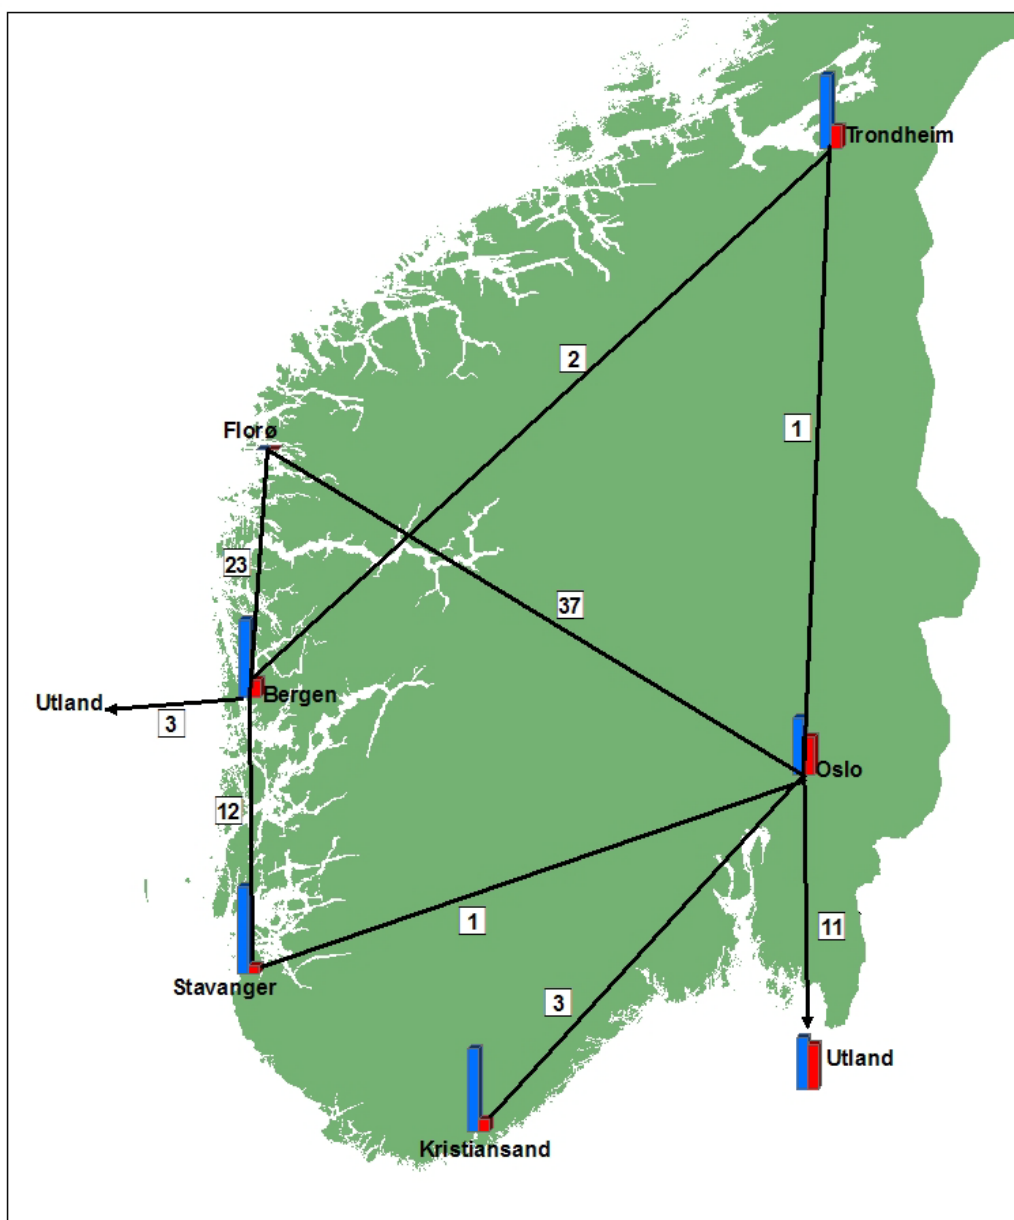 Trondheim
2
1
Florø
23
37
Bergen
Utland
3
Oslo
12
1
11
Stavanger
3
Utland
Kristiansand